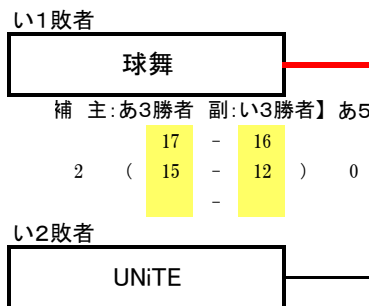 い1敗者
球舞
補 主:あ3勝者 副:い3勝者】 あ5
17 - 16
2 ( 15 - 12 ) 0
-
い2敗者
UNiTE